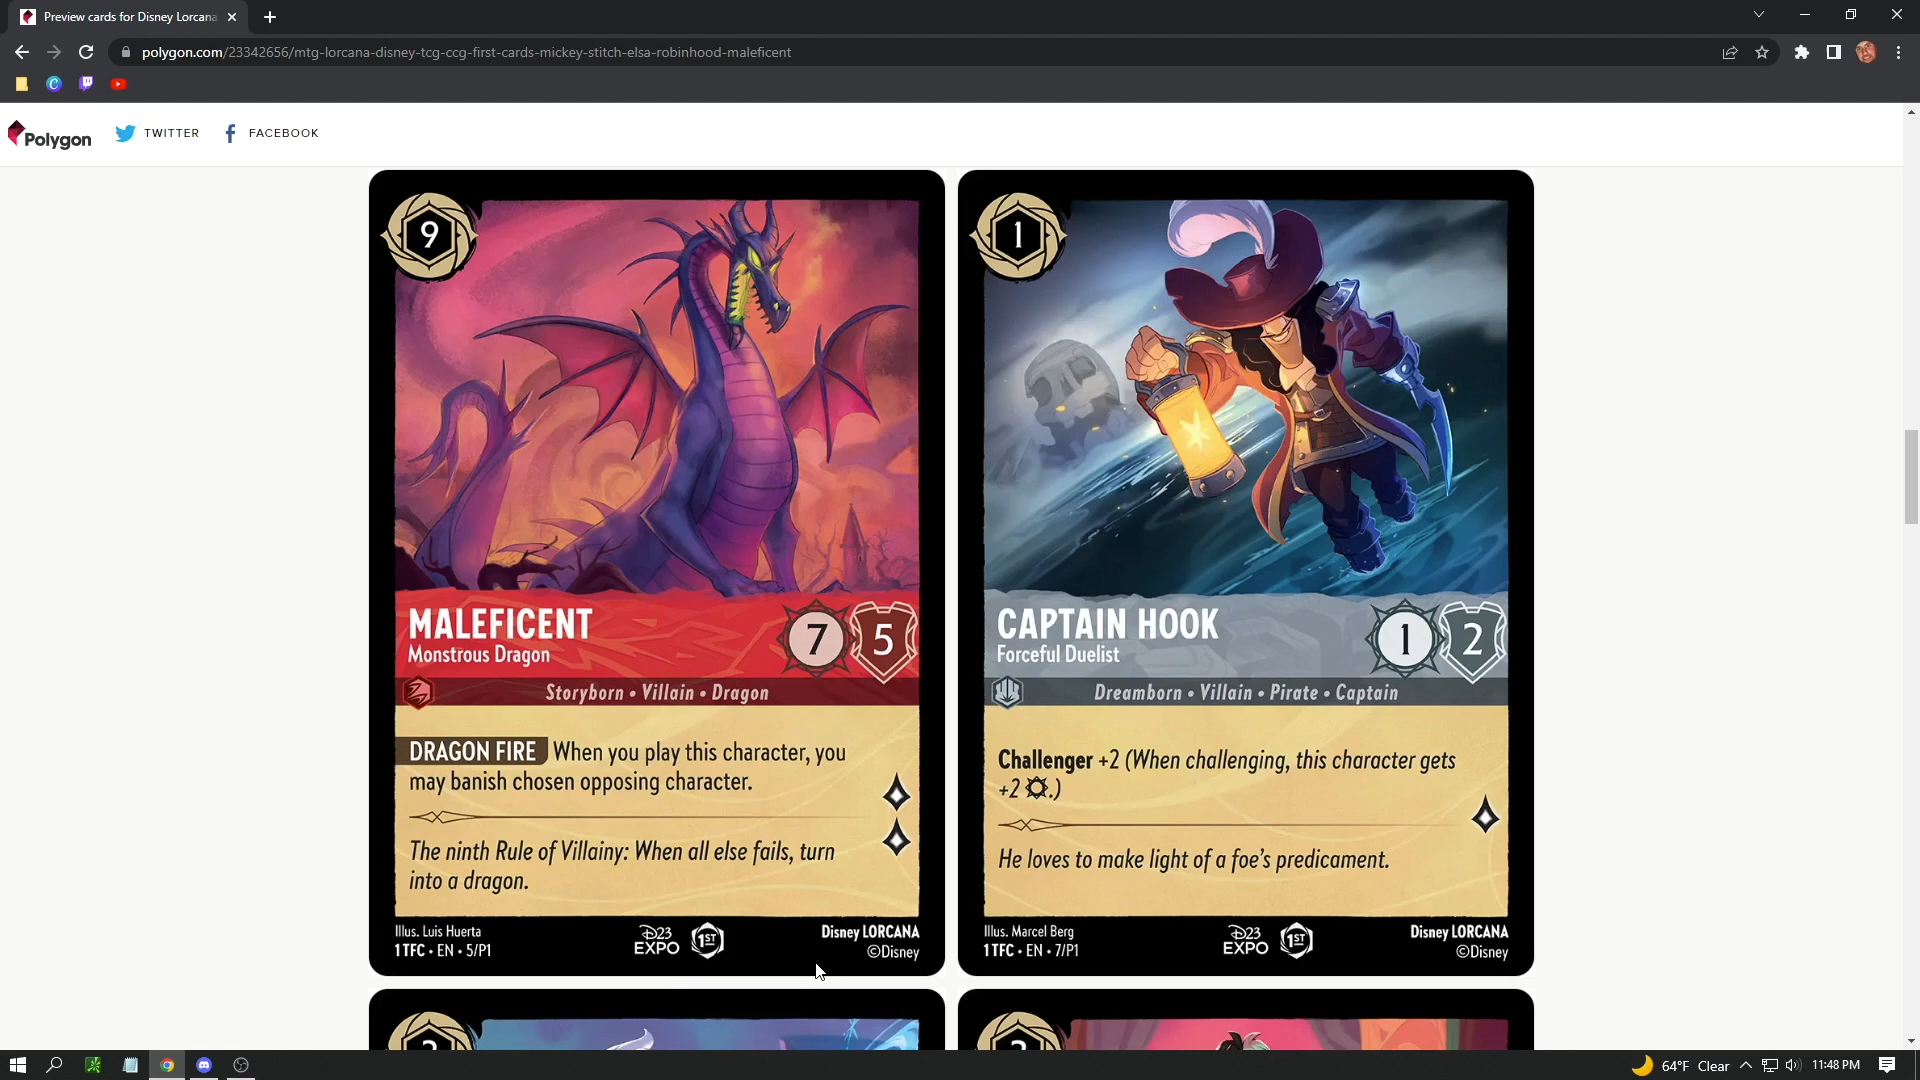 Preview cards for Disney Lorcana
polygon.com/23342656/mtg-lorcana-disney-tcg-ccg-first-cards-mickey-stitch-elsa-robinhood-maleficent
Polygon
TWITTER
FACEBOOK
9
MALEFICENT
Monstrous Dragon
7
5
Storyborn • Villain • Dragon
DRAGON FIRE When you play this character, you
may banish chosen opposing character.
The ninth Rule of Villainy: When all else fails, turn
into a dragon.
Illus. Luis Huerta
1TFC • EN • 5/P1
D23
EXPO
1ST
Disney LORCANA
©Disney
1
CAPTAIN HOOK
Forceful Duelist
1
2
Dreamborn • Villain • Pirate • Captain
Challenger +2 (When challenging, this character gets
+2 .)
He loves to make light of a foe's predicament.
Illus. Marcel Berg
1TFC • EN • 7/P1
D23
EXPO
1ST
Disney LORCANA
©Disney
64°F Clear
11:48 PM